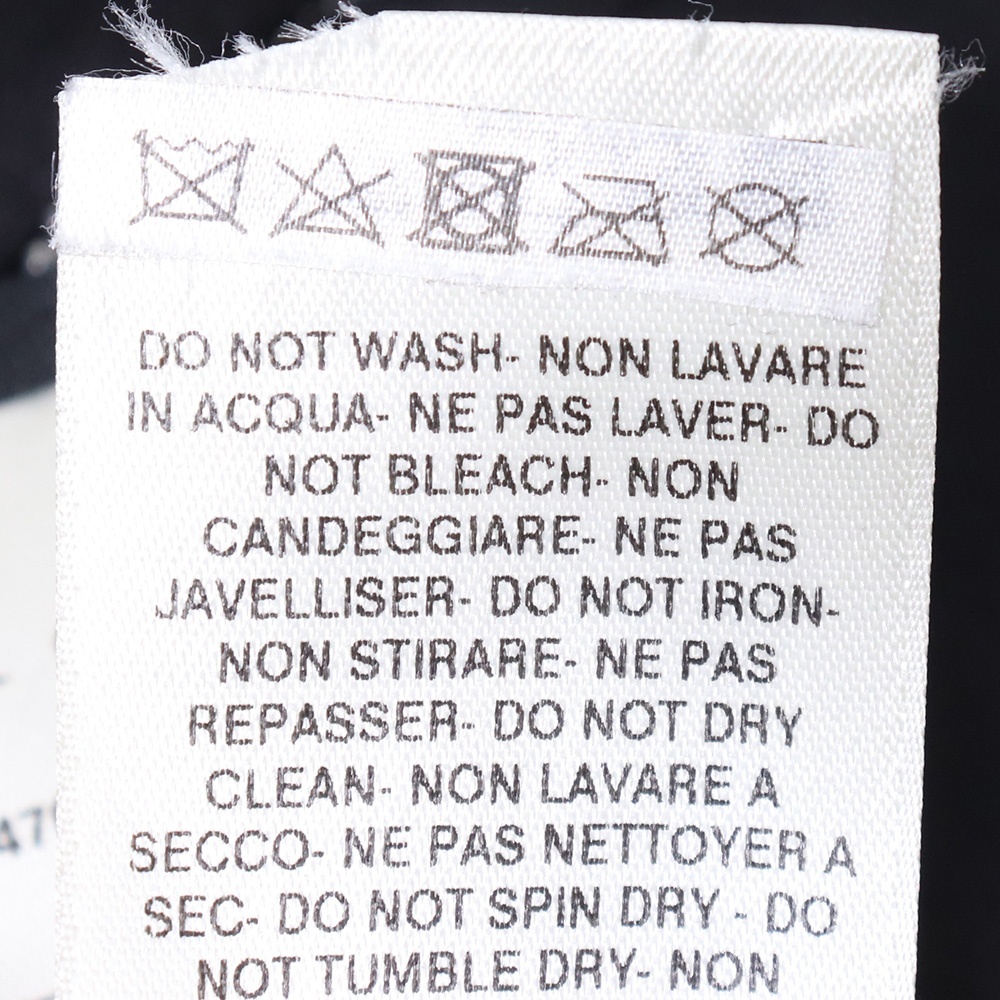 DO NOT WASH- NON LAVARE
IN ACQUA- NE PAS LAVER- DO
NOT BLEACH- NON
CANDEGGIARE- NE PAS
JAVELLISER- DO NOT IRON-
NON STIRARE- NE PAS
REPASSER- DO NOT DRY
CLEAN- NON LAVARE A
SECCO- NE PAS NETTOYER A
SEC- DO NOT SPIN DRY - DO
NOT TUMBLE DRY- NON